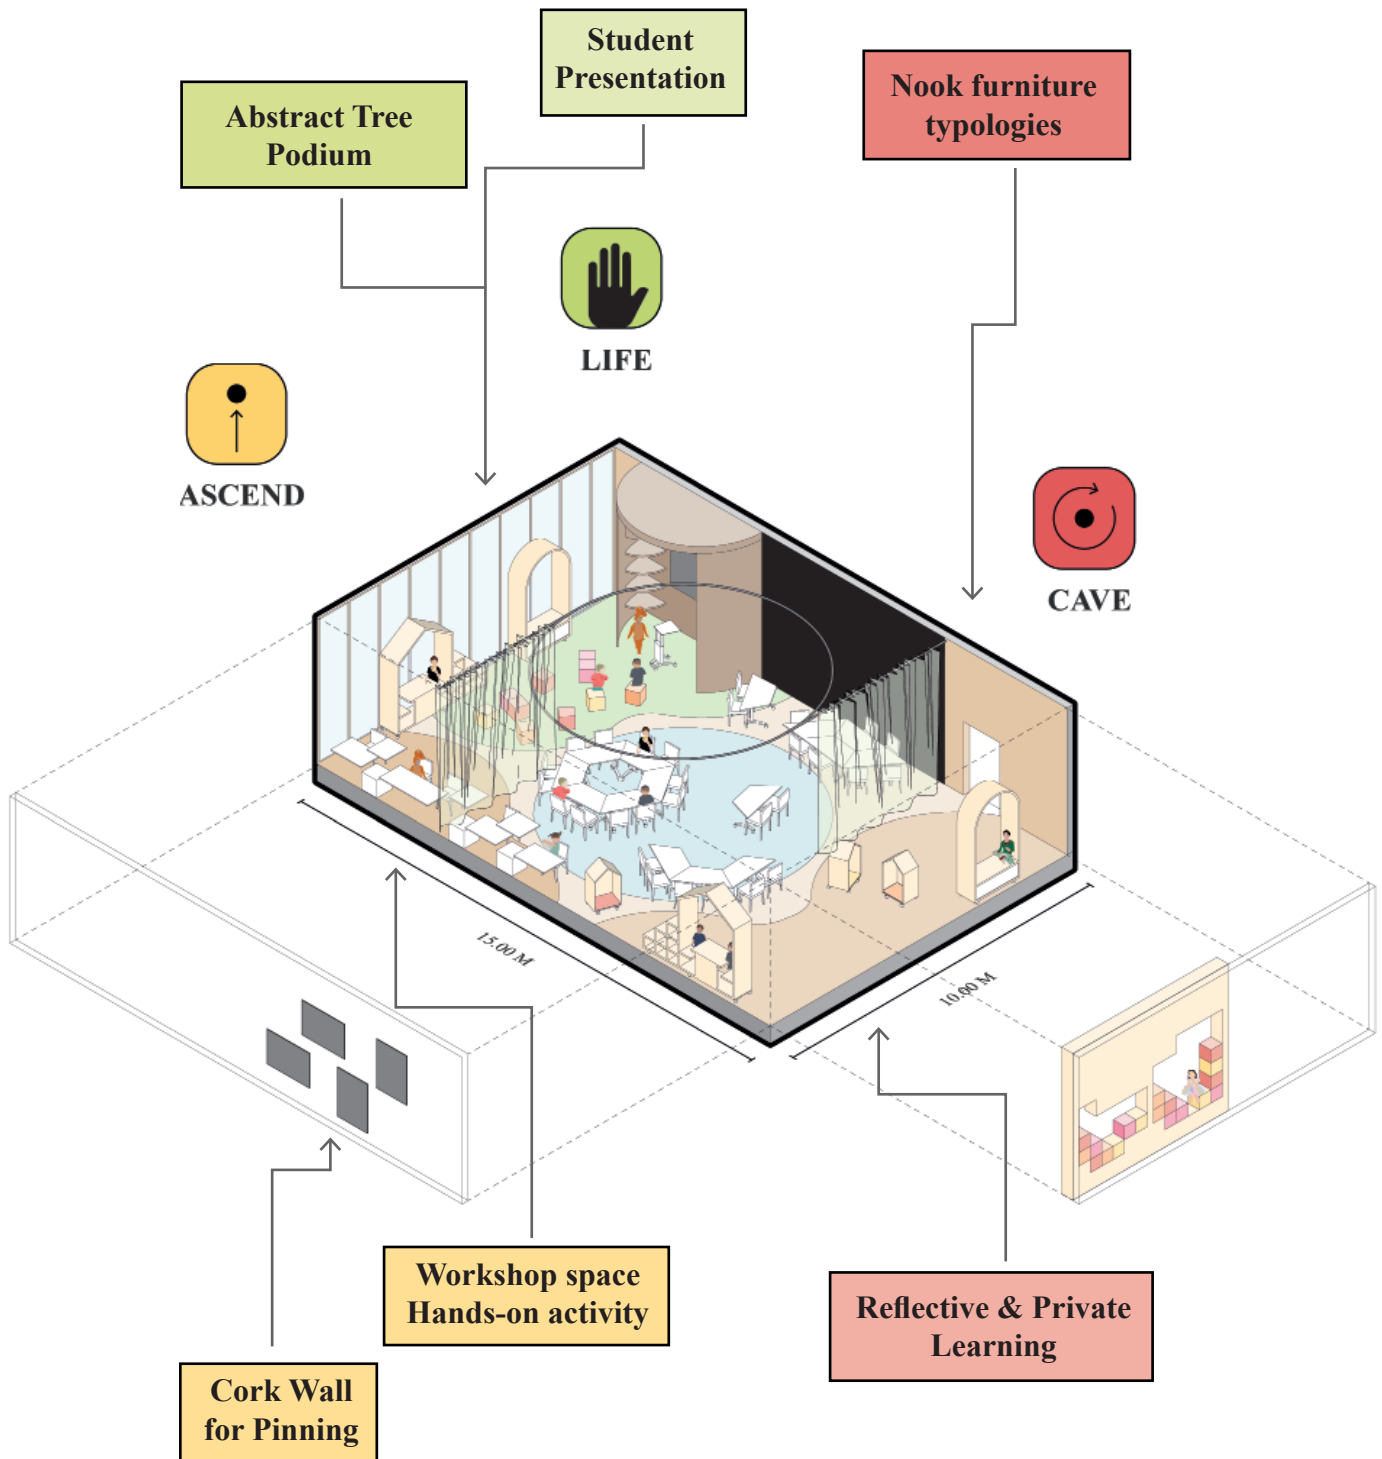 Student
Presentation
Abstract Tree
Podium
Nook furniture
typologies
LIFE
ASCEND
CAVE
15.00 M
10.00 M
Workshop space
Hands-on activity
Reflective & Private
Learning
Cork Wall
for Pinning